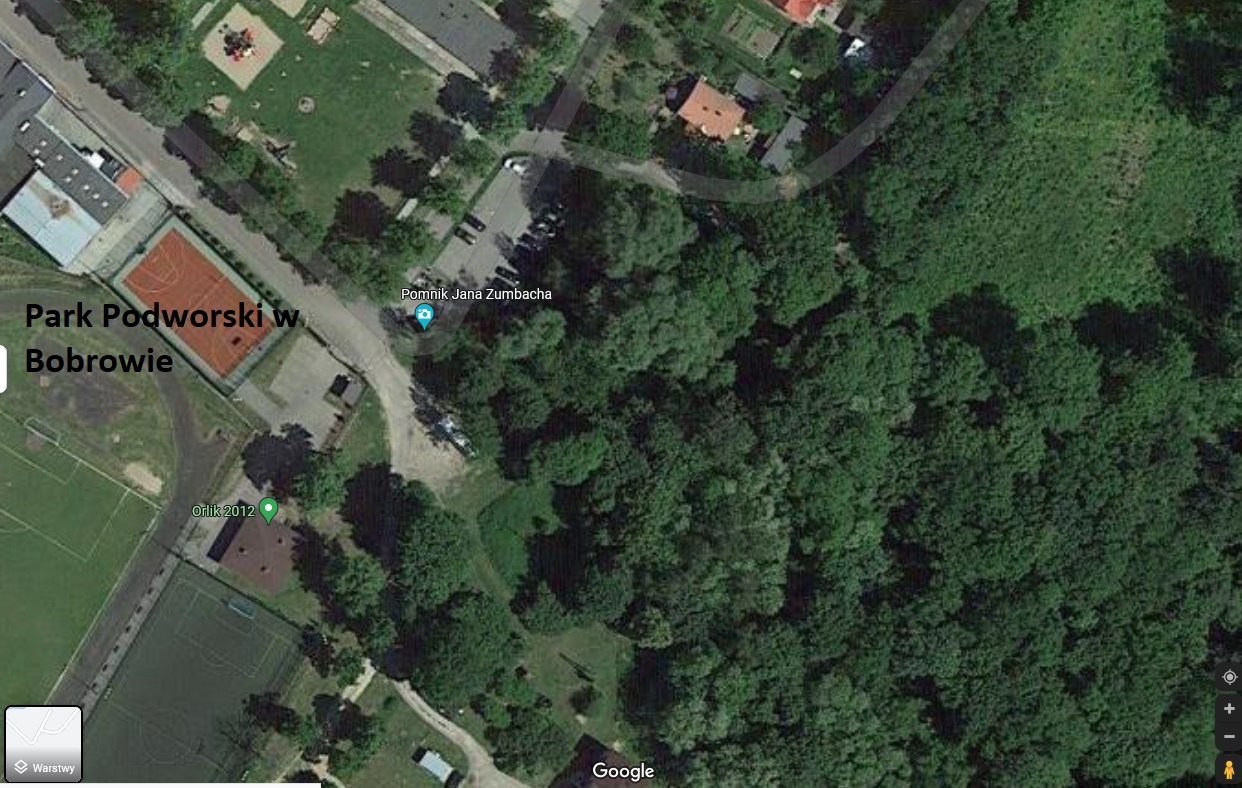 Pomnik Jana Zumbacha
Park Podworski w
Bobrowie
Orlik 2012
Warstwy
Google